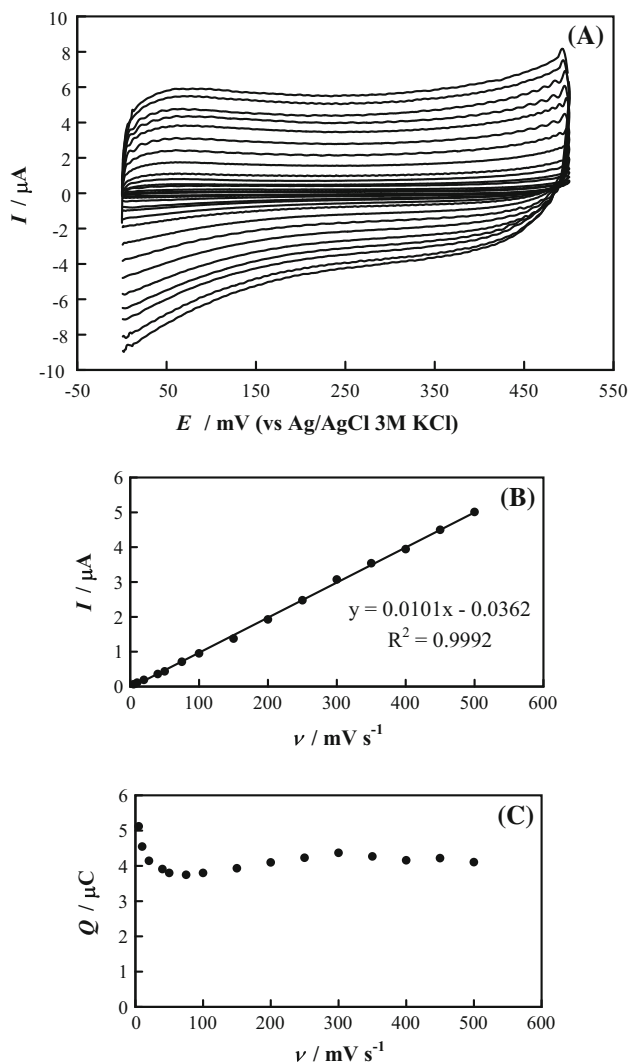 (A)
10
8
6
4
2
0
-2
-4
-6
-8
-10
I / μA
-50 50 150 250 350 450 550
E / mV (vs Ag/AgCl 3M KCl)
(B)
6
5
4
3
2
1
0
I / μA
y = 0.0101x - 0.0362
R² = 0.9992
0 100 200 300 400 500 600
ν / mV s⁻¹
(C)
6
5
4
3
2
1
0
Q / μC
0 100 200 300 400 500 600
ν / mV s⁻¹